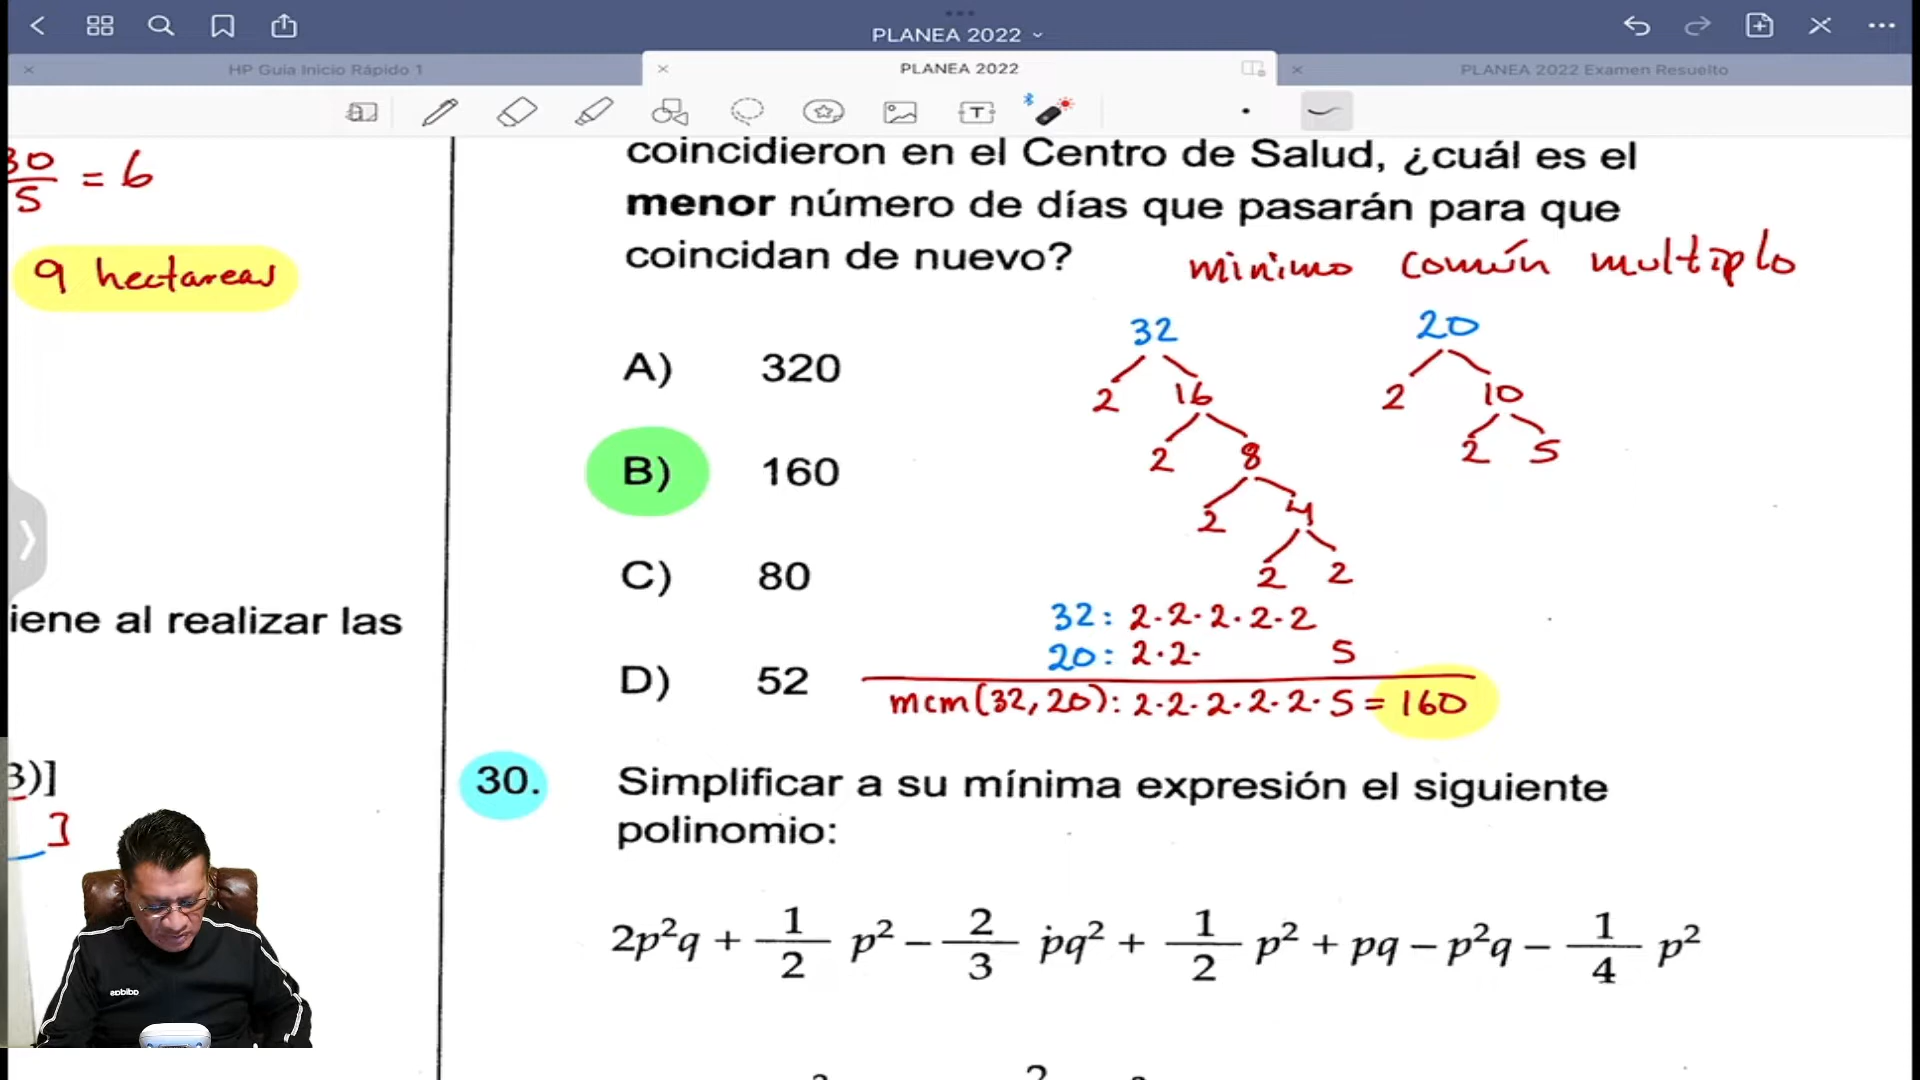 PLANEA 2022
HP Guia Inicio Rápido 1
PLANEA 2022
PLANEA 2022 Examen Resuelto
T
30/5 = 6
9 hectareas
iene al realizar las
3)]
]
adidas
coincidieron en el Centro de Salud, ¿cuál es el
menor número de días que pasarán para que
coincidan de nuevo?
minimo común multiplo
A) 320
B) 160
C) 80
D) 52
32
2 16
2 8
2 4
2 2
20
2 10
2 5
32: 2·2·2·2·2
20: 2·2· 5
mcm(32,20): 2·2·2·2·2·5 = 160
30. Simplificar a su mínima expresión el siguiente
polinomio:
2p²q + 1/2 p² − 2/3 pq² + 1/2 p² + pq − p²q − 1/4 p²